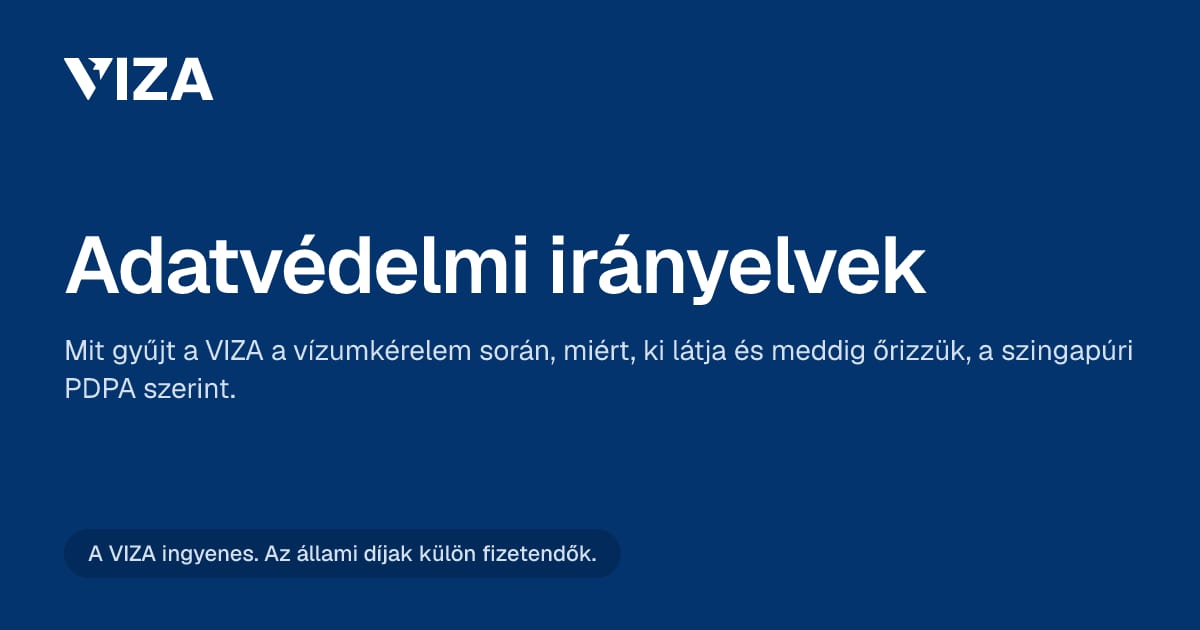 VIZA
Adatvédelmi irányelvek
Mit gyűjt a VIZA a vízumkérelem során, miért, ki látja és meddig őrizzük, a szingapúri
PDPA szerint.
A VIZA ingyenes. Az állami díjak külön fizetendők.